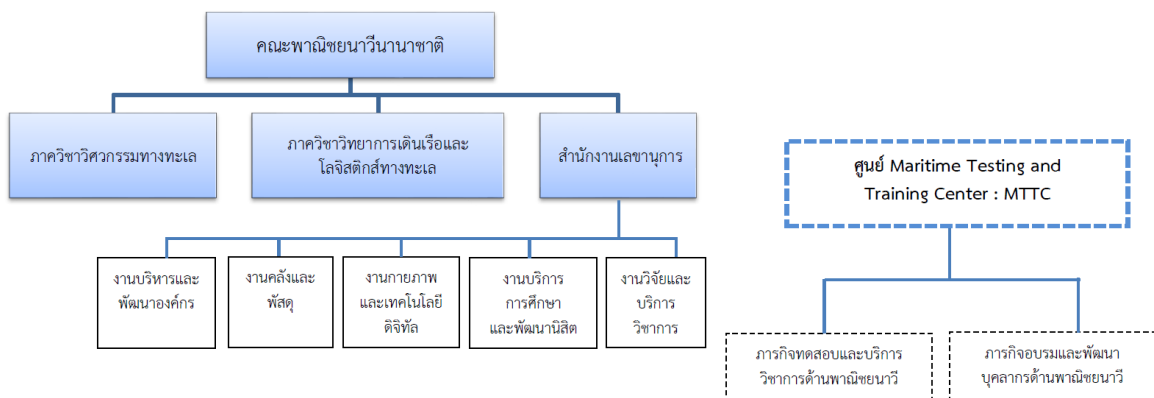 คณะพาณิชยนาวีนานาชาติ
ภาควิชาวิศวกรรมทางทะเล
ภาควิชาวิทยาการเดินเรือและ
โลจิสติกส์ทางทะเล
สำนักงานเลขานุการ
ศูนย์ Maritime Testing and
Training Center : MTTC
งานบริหารและ
พัฒนาองค์กร
งานคลังและ
พัสดุ
งานกายภาพ
และเทคโนโลยี
ดิจิทัล
งานบริการ
การศึกษา
และพัฒนานิสิต
งานวิจัยและ
บริการ
วิชาการ
ภารกิจทดสอบและบริการ
วิชาการด้านพาณิชยนาวี
ภารกิจอบรมและพัฒนา
บุคลากรด้านพาณิชยนาวี